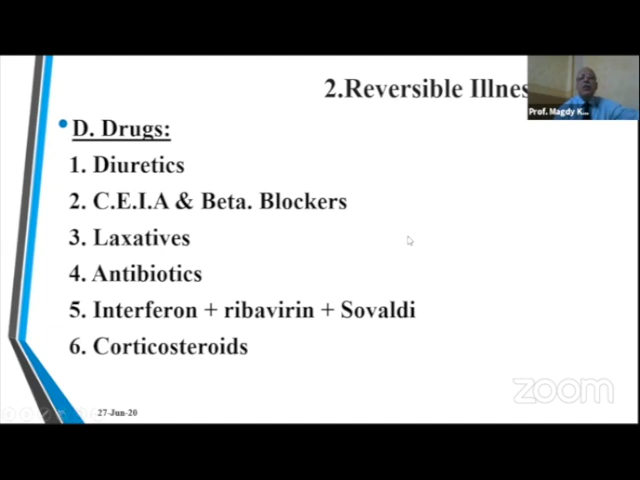 2.Reversible Illnes
Prof. Magdy K...
D. Drugs:
1. Diuretics
2. C.E.I.A & Beta. Blockers
3. Laxatives
4. Antibiotics
5. Interferon + ribavirin + Sovaldi
6. Corticosteroids
zoom
27-Jun-20